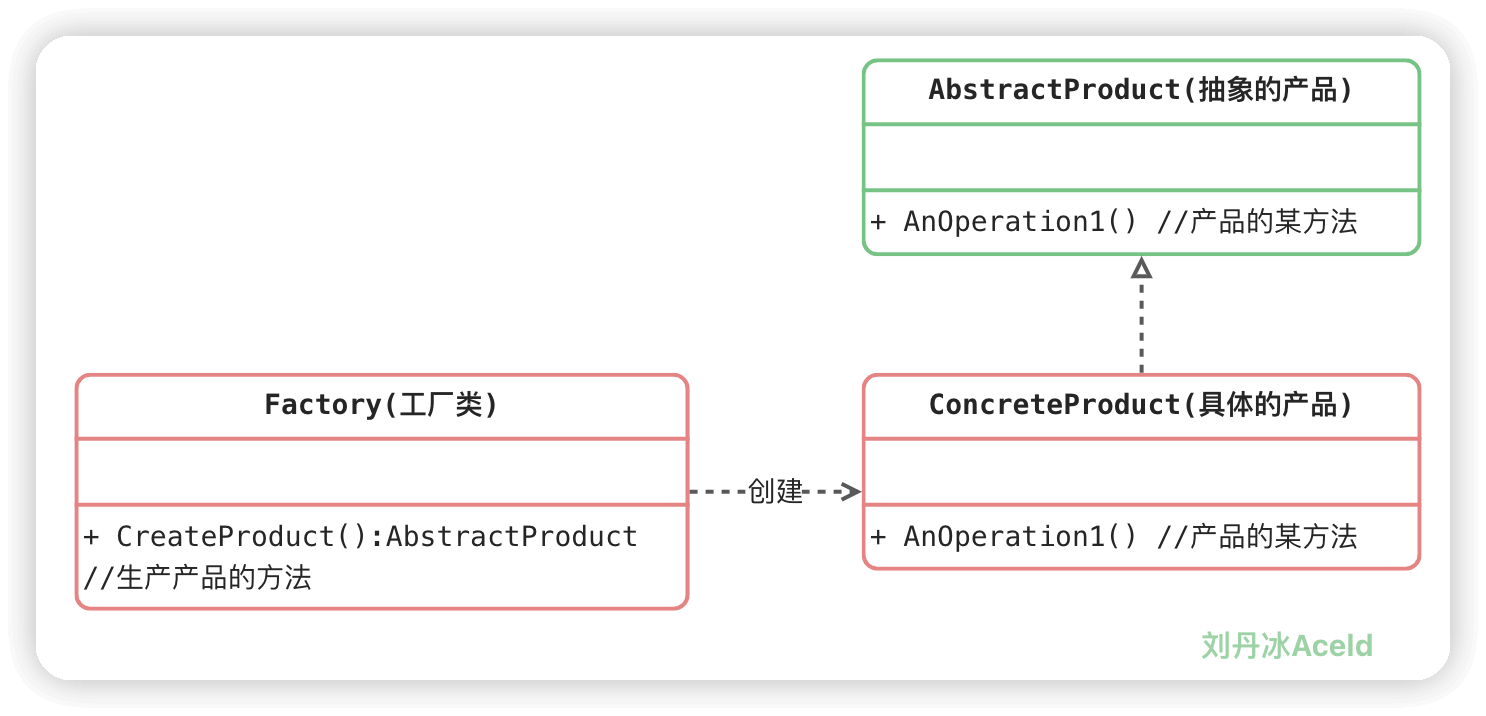 AbstractProduct(抽象的产品)
+ AnOperation1() //产品的某方法
Factory(工厂类)
+ CreateProduct():AbstractProduct
//生产产品的方法
创建
ConcreteProduct(具体的产品)
+ AnOperation1() //产品的某方法
刘丹冰Aceld